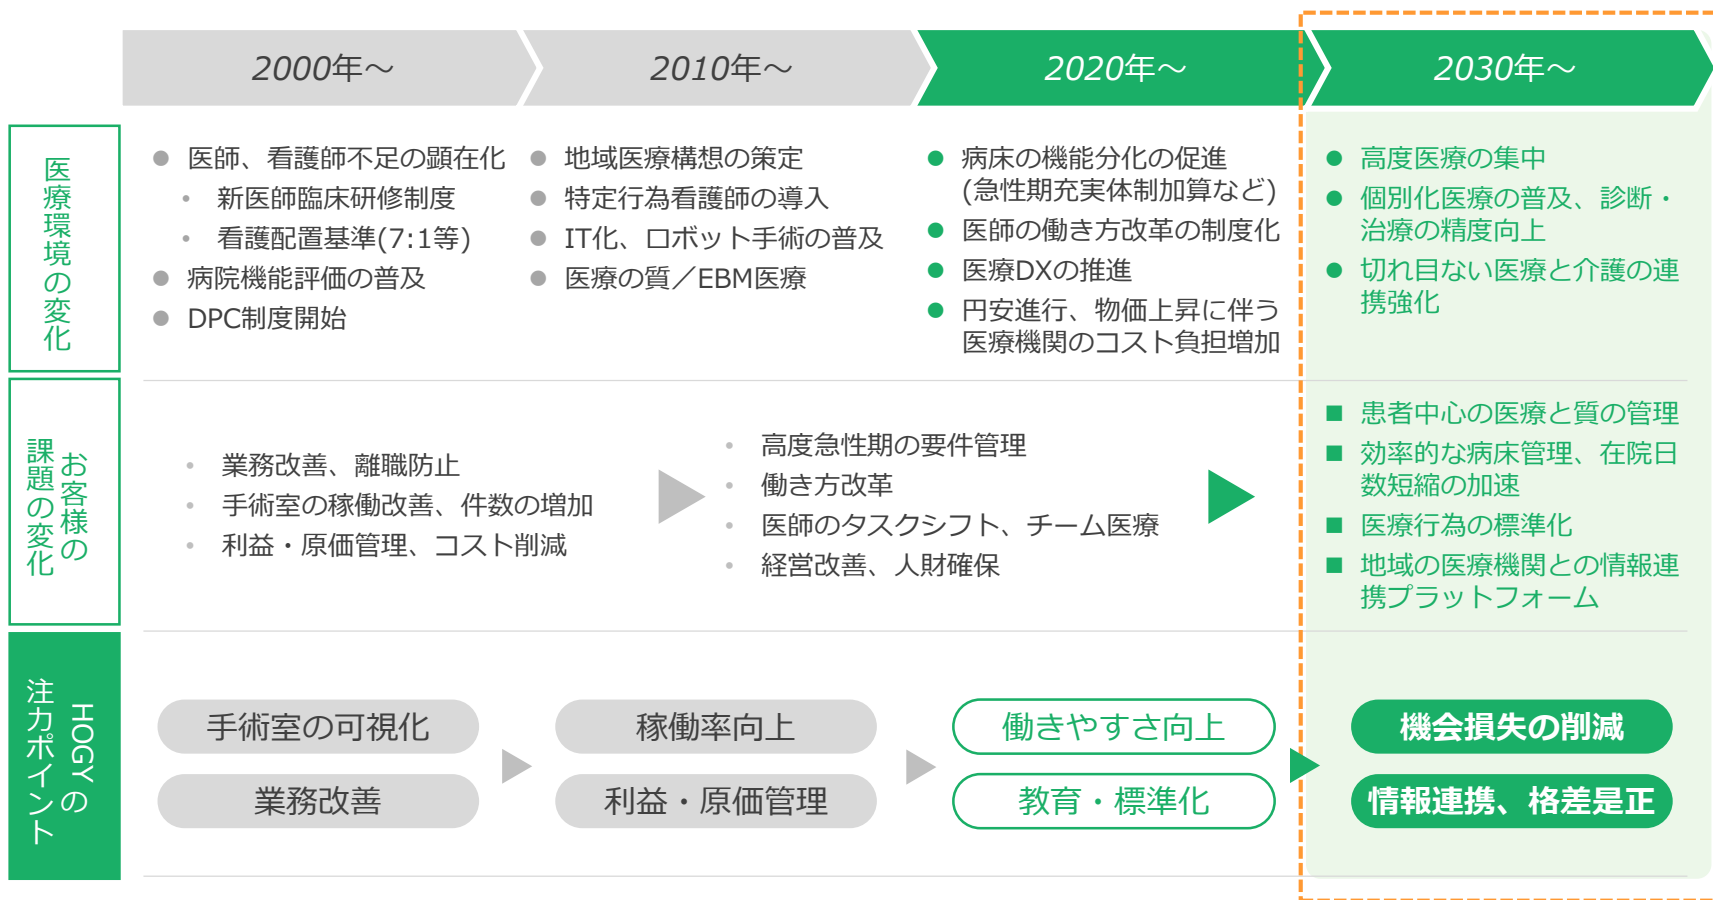 2000年～
2010年～
2020年～
2030年～
医療環境の変化
● 医師、看護師不足の顕在化
・ 新医師臨床研修制度
・ 看護配置基準(7:1等)
● 病院機能評価の普及
● DPC制度開始
● 地域医療構想の策定
● 特定行為看護師の導入
● IT化、ロボット手術の普及
● 医療の質／EBM医療
● 病床の機能分化の促進
(急性期充実体制加算など)
● 医師の働き方改革の制度化
● 医療DXの推進
● 円安進行、物価上昇に伴う
医療機関のコスト負担増加
● 高度医療の集中
● 個別化医療の普及、診断・
治療の精度向上
● 切れ目ない医療と介護の連
携強化
お客様の
課題の変化
・ 業務改善、離職防止
・ 手術室の稼働改善、件数の増加
・ 利益・原価管理、コスト削減
・ 高度急性期の要件管理
・ 働き方改革
・ 医師のタスクシフト、チーム医療
・ 経営改善、人財確保
■ 患者中心の医療と質の管理
■ 効率的な病床管理、在院日
数短縮の加速
■ 医療行為の標準化
■ 地域の医療機関との情報連
携プラットフォーム
HOGYの
注力ポイント
手術室の可視化
業務改善
稼働率向上
利益・原価管理
働きやすさ向上
教育・標準化
機会損失の削減
情報連携、格差是正